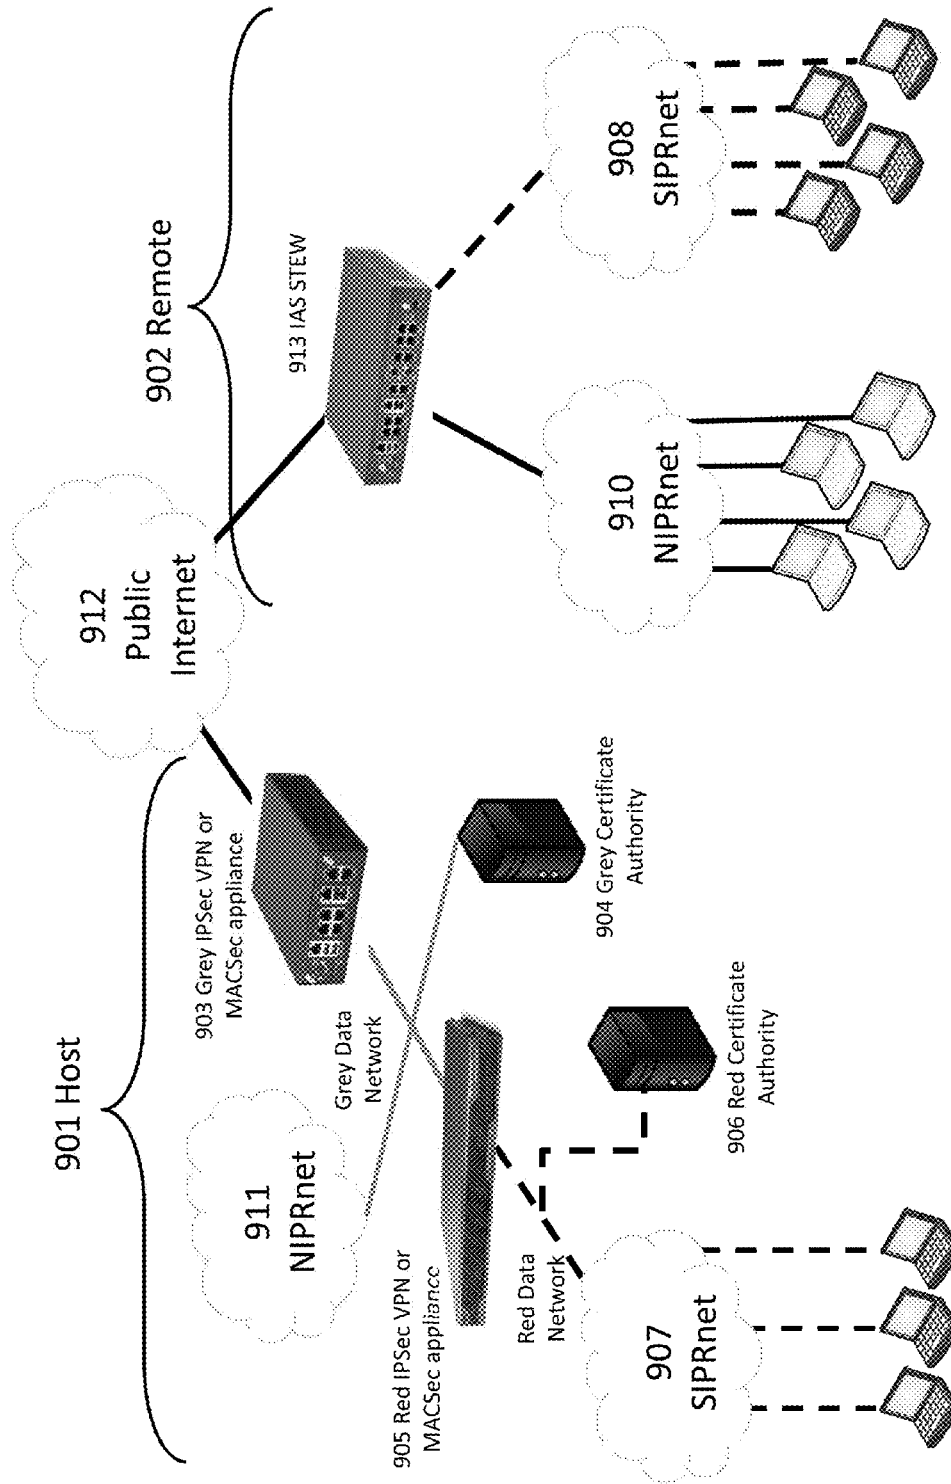 901 Host
902 Remote
912
Public
Internet
903 Grey IPSec VPN or
MACSec appliance
913 IAS STEW
911
NIPRnet
Grey Data
Network
904 Grey Certificate
Authority
905 Red IPSec VPN or
MACSec appliance
906 Red Certificate
Authority
Red Data
Network
907
SIPRnet
910
NIPRnet
908
SIPRnet